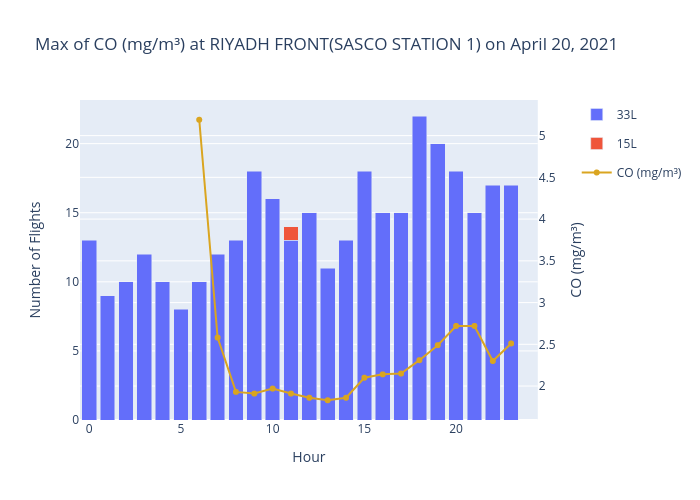 Max of CO (mg/m³) at RIYADH FRONT(SASCO STATION 1) on April 20, 2021
33L
15L
CO (mg/m³)
Number of Flights
20
15
10
5
0
5
4.5
4
3.5
3
2.5
2
CO (mg/m³)
0 5 10 15 20
Hour